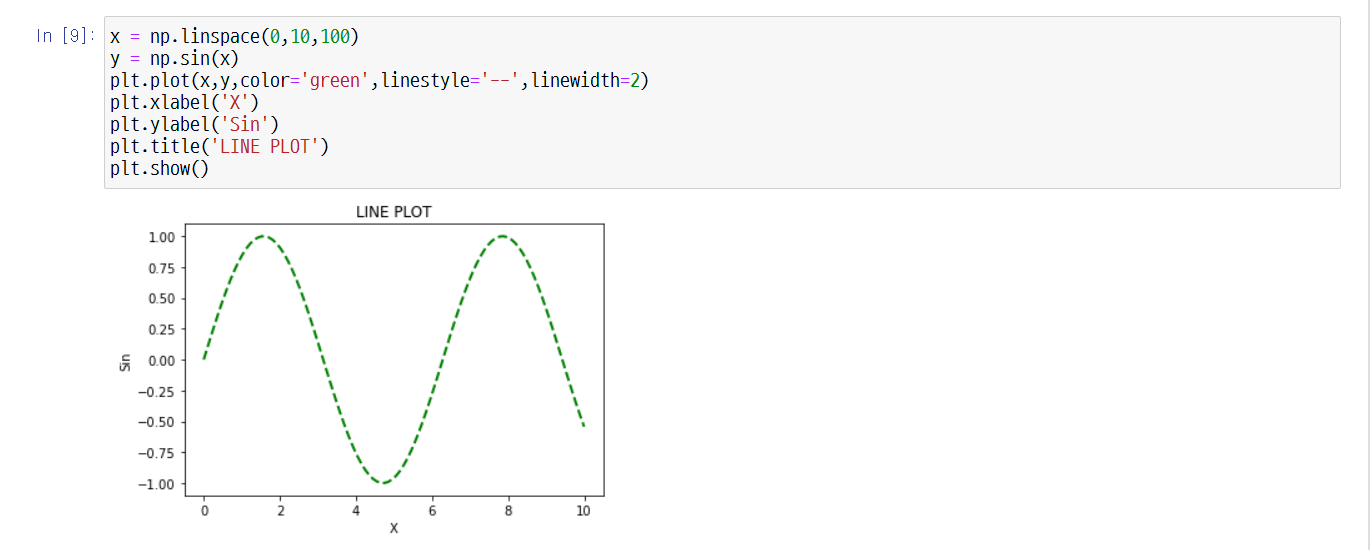 In [9]:
x = np.linspace(0,10,100)
y = np.sin(x)
plt.plot(x,y,color='green',linestyle='--',linewidth=2)
plt.xlabel('X')
plt.ylabel('Sin')
plt.title('LINE PLOT')
plt.show()
LINE PLOT
1.00
0.75
0.50
0.25
0.00
−0.25
−0.50
−0.75
−1.00
Sin
0 2 4 6 8 10
X